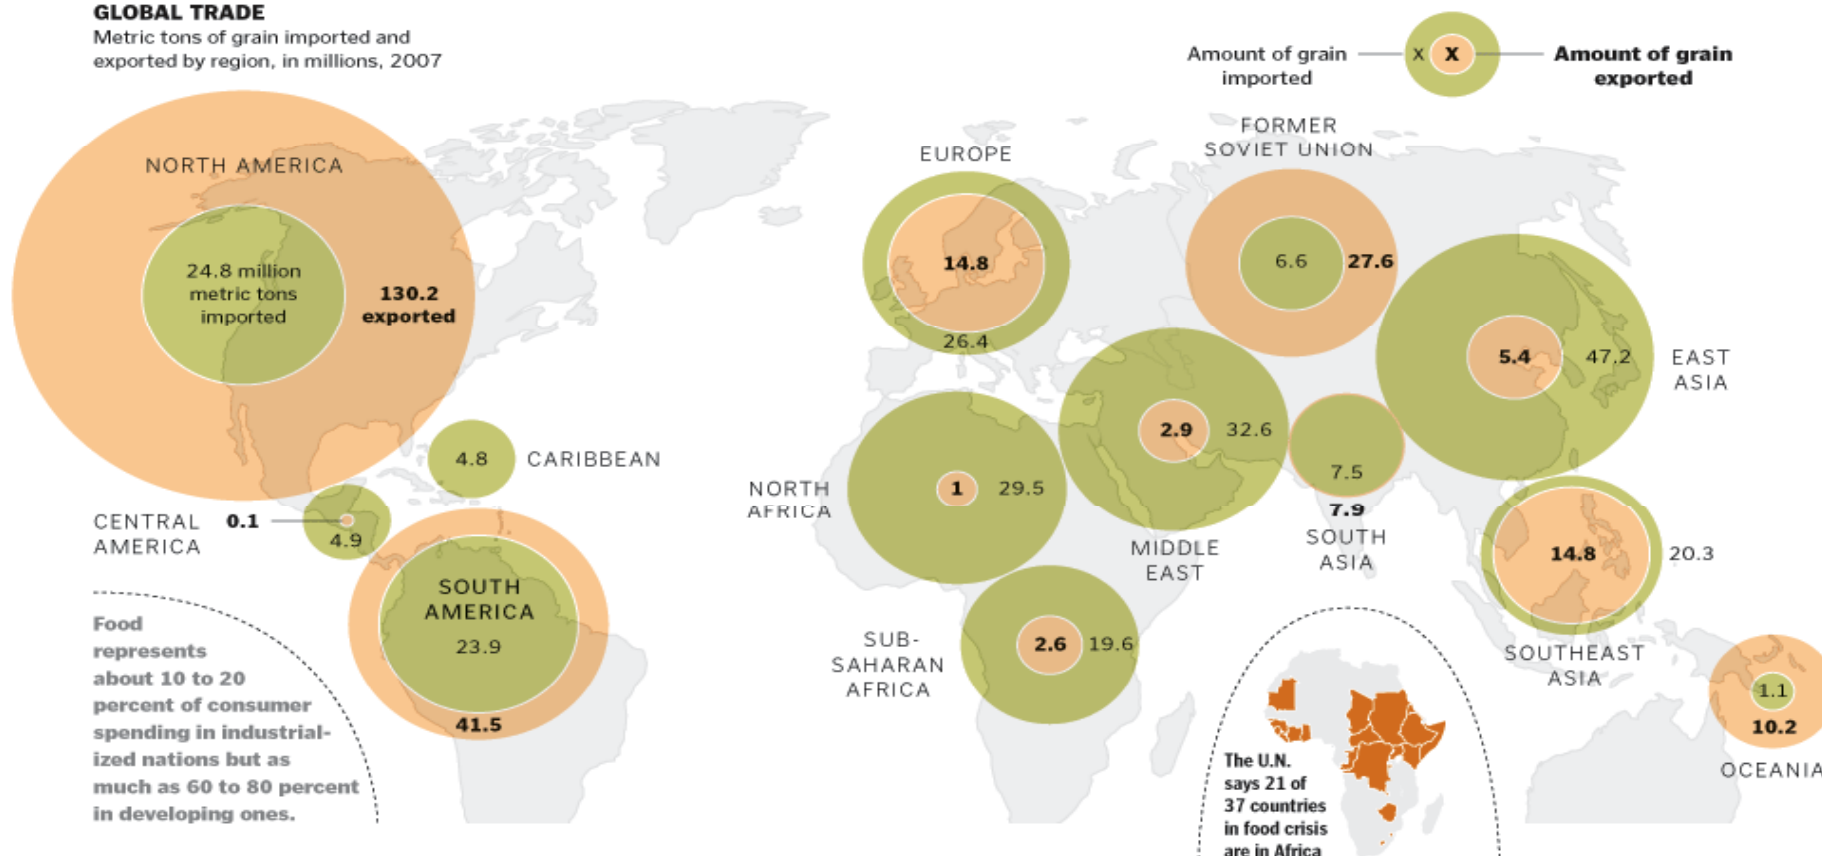 GLOBAL TRADE
Metric tons of grain imported and
exported by region, in millions, 2007
Amount of grain
imported
X
X
Amount of grain
exported
NORTH AMERICA
24.8 million
metric tons
imported
130.2
exported
EUROPE
14.8
26.4
FORMER
SOVIET UNION
6.6
27.6
5.4
47.2
EAST
ASIA
4.8
CARIBBEAN
CENTRAL
AMERICA
0.1
4.9
SOUTH
AMERICA
23.9
41.5
NORTH
AFRICA
1
29.5
2.9
32.6
MIDDLE
EAST
7.5
7.9
SOUTH
ASIA
14.8
20.3
SOUTHEAST
ASIA
SUB-
SAHARAN
AFRICA
2.6
19.6
1.1
10.2
OCEANIA
Food
represents
about 10 to 20
percent of consumer
spending in industrial-
ized nations but as
much as 60 to 80 percent
in developing ones.
The U.N.
says 21 of
37 countries
in food crisis
are in Africa